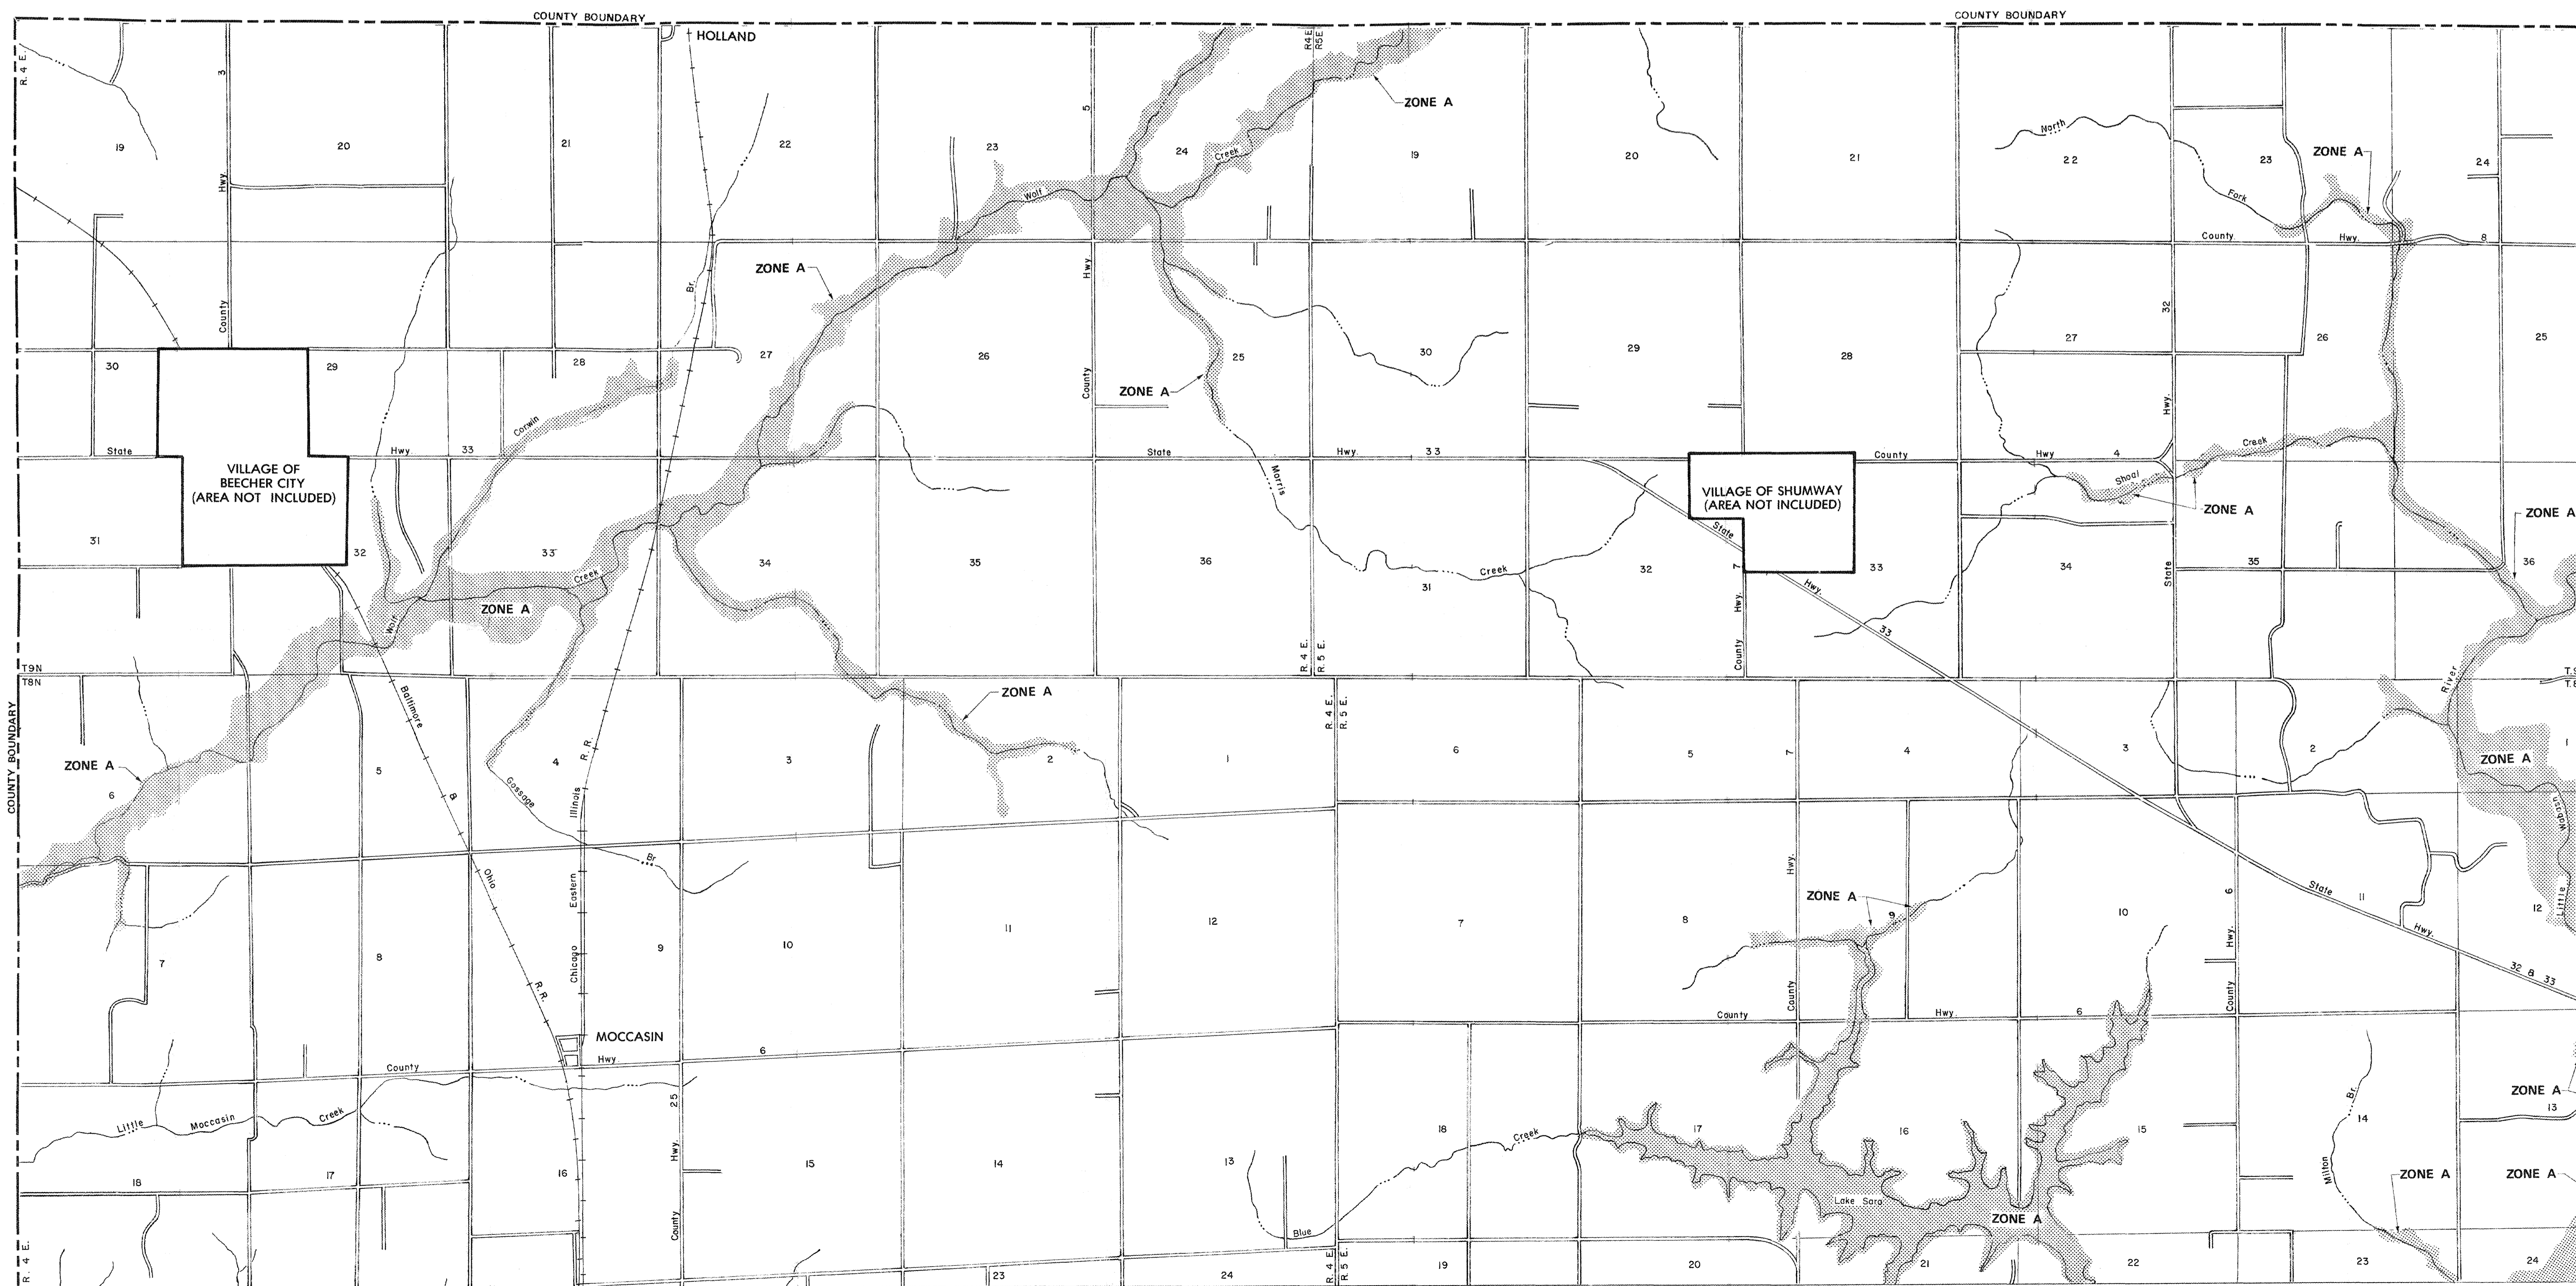 COUNTY BOUNDARY
COUNTY BOUNDARY
R. 4 E.
HOLLAND
R4E
R5E
3
Hwy.
County
5
Hwy.
County
19
20
21
22
23
24
19
20
21
22
23
24
Creek
Wolf
ZONE A
North
Fork
ZONE A
County Hwy. 8
Br.
ZONE A
ZONE A
30
29
28
27
26
25
30
29
28
27
26
25
32
Hwy.
State
Corwin
State
Hwy 33
State Hwy. 33
County Hwy 4
VILLAGE OF
BEECHER CITY
(AREA NOT INCLUDED)
VILLAGE OF SHUMWAY
(AREA NOT INCLUDED)
Morris
Creek
Shoal
Creek
ZONE A
ZONE A
31
32
33
34
35
36
31
32
33
34
35
36
State
Hwy.
33
7
Hwy.
County
Creek
Wolf
ZONE A
T9N
T8N
R. 4 E.
R. 5 E.
T.9
T.8
River
COUNTY BOUNDARY
Baltimore
&
Ohio
R.R.
ZONE A
ZONE A
R. 4 E.
R. 5 E.
6
5
4
3
2
1
6
5
4
3
2
1
7
Hwy.
County
ZONE A
Little
Wabash
Gossage
Br
R. R.
Illinois
Eastern
Chicago
ZONE A
State
Hwy.
32 & 33
7
8
9
10
11
12
7
8
9
10
11
12
6
Hwy.
County
MOCCASIN
County
Hwy
6
County Hwy. 6
25
Hwy.
County
Little Moccasin Creek
Blue
Creek
18
17
16
15
14
13
18
17
16
15
14
13
ZONE A
Milton
Br.
ZONE A
ZONE A
Lake Sara
ZONE A
R. 4 E.
R. 4 E.
R. 5 E.
23
24
19
20
21
22
23
24